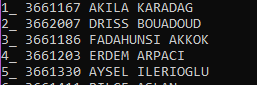 1_ 3661167 AKILA KARADAG
2_ 3662007 DRISS BOUADOUD
3_ 3661186 FADAHUNSI AKKOK
4_ 3661203 ERDEM ARPACI
5_ 3661330 AYSEL ILERIOGLU